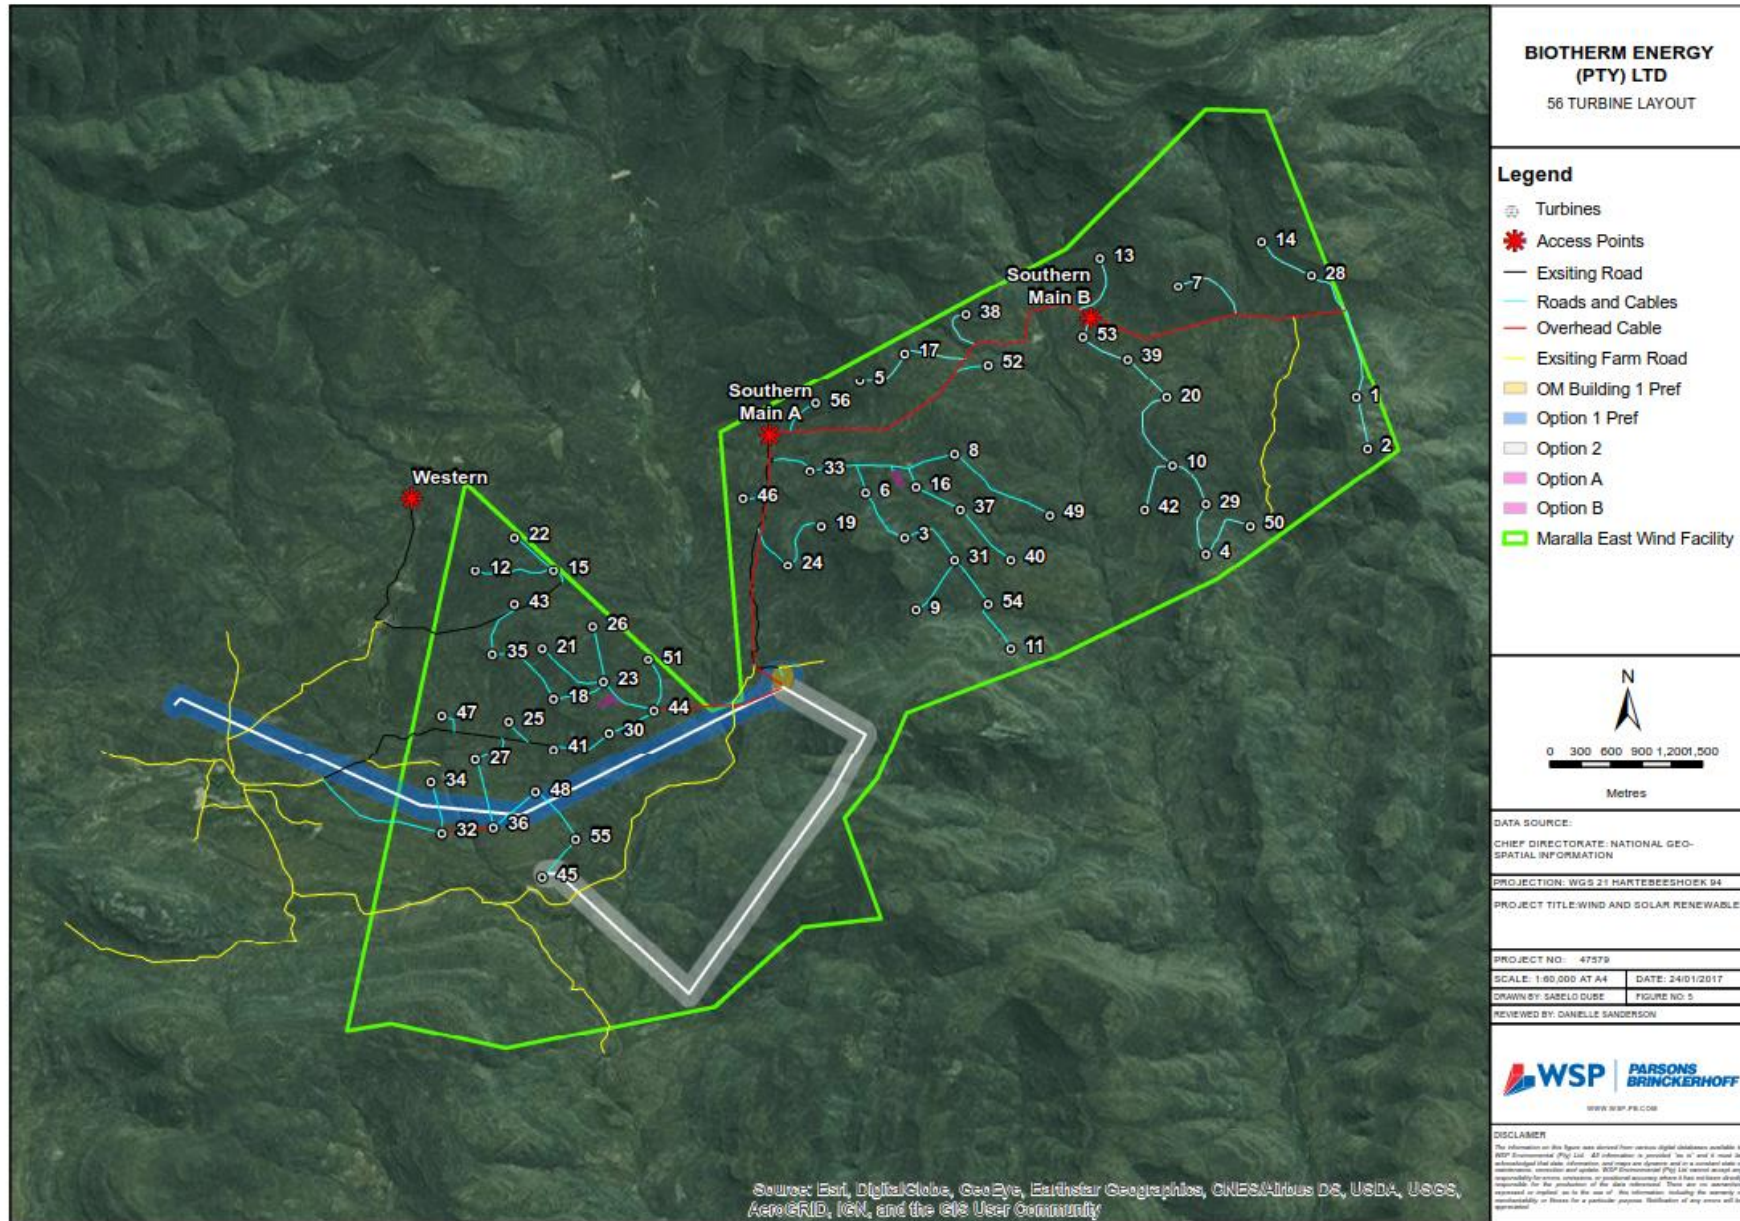 BIOTHERM ENERGY
(PTY) LTD
56 TURBINE LAYOUT
Legend
Turbines
Access Points
Exsiting Road
Roads and Cables
Overhead Cable
Exsiting Farm Road
OM Building 1 Pref
Option 1 Pref
Option 2
Option A
Option B
Maralla East Wind Facility
N
0 300 600 900 1,200 1,500
Metres
DATA SOURCE:
CHIEF DIRECTORATE: NATIONAL GEO-
SPATIAL INFORMATION
PROJECTION: WGS 21 HARTEBEESHOEK 94
PROJECT TITLE:WIND AND SOLAR RENEWABLE
PROJECT NO: 47579
SCALE: 1:60,000 AT A4
DATE: 24/01/2017
DRAWN BY: SABELO DUBE
FIGURE NO: 5
REVIEWED BY: DANIELLE SANDERSON
WSP
PARSONS
BRINCKERHOFF
WWW.WSP-PB.COM
DISCLAIMER
14
13
28
Southern
Main B
7
38
53
17
39
52
5
20
Southern
Main A
56
1
2
8
33
10
Western
46
6
16
29
37
49
42
19
50
22
3
4
12
15
24
31
40
43
9
54
26
21
35
51
11
23
18
44
47
25
30
41
27
34
48
32
36
55
45
Source: Esri, DigitalGlobe, GeoEye, Earthstar Geographics, CNES/Airbus DS, USDA, USGS,
AeroGRID, IGN, and the GIS User Community